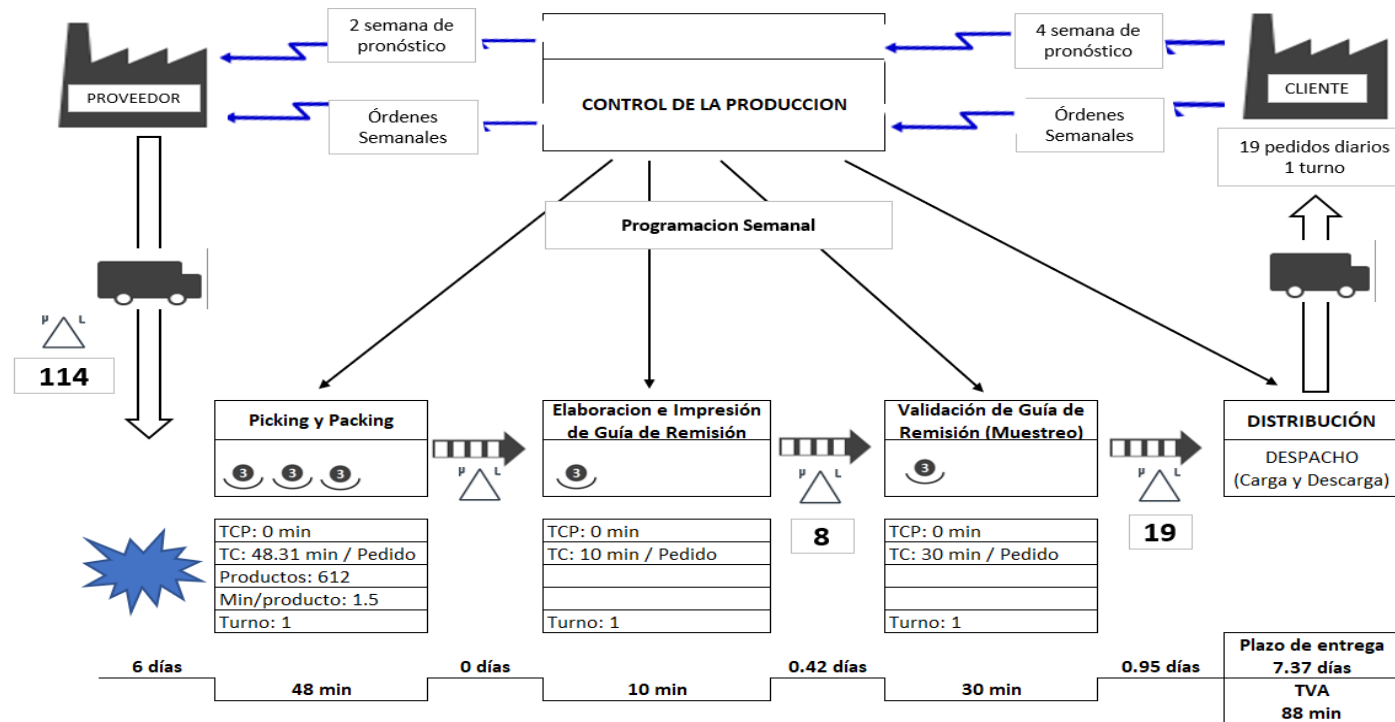 2 semana de
pronóstico
4 semana de
pronóstico
PROVEEDOR
CLIENTE
CONTROL DE LA PRODUCCION
Órdenes
Semanales
Órdenes
Semanales
19 pedidos diarios
1 turno
Programacion Semanal
µ L
114
Picking y Packing
Elaboracion e Impresión
de Guía de Remisión
Validación de Guía de
Remisión (Muestreo)
DISTRIBUCIÓN
DESPACHO
(Carga y Descarga)
3 3 3
µ L
3
µ L
3
µ L
8
19
TCP: 0 min
TC: 48.31 min / Pedido
Productos: 612
Min/producto: 1.5
Turno: 1
TCP: 0 min
TC: 10 min / Pedido
Turno: 1
TCP: 0 min
TC: 30 min / Pedido
Turno: 1
6 días
0 días
0.42 días
0.95 días
Plazo de entrega
7.37 días
48 min
10 min
30 min
TVA
88 min